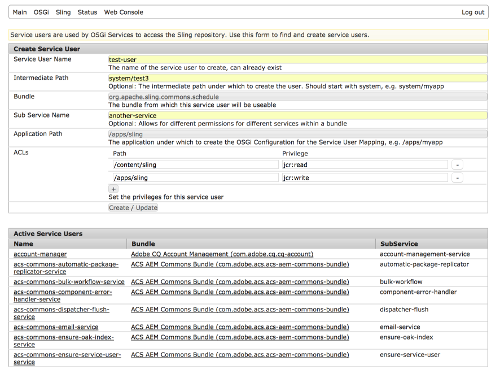 Main OSGi Sling Status Web Console Log out
Service users are used by OSGi Services to access the Sling repository. Use this form to find and create service users.
Create Service User
Service User Name test-user
The name of the service user to create, can already exist
Intermediate Path system/test3
Optional: The intermediate path under which to create the user. Should start with system, e.g. system/myapp
Bundle org.apache.sling.commons.schedule
The bundle from which this service user will be useable
Sub Service Name another-service
Optional: Allows for different permissions for different services within a bundle
Application Path /apps/sling
The application under which to create the OSGi Configuration for the Service User Mapping, e.g. /apps/myapp
ACLs Path Privilege
/content/sling jcr:read -
/apps/sling jcr:write -
+
Set the privileges for this service user
Create / Update
Active Service Users
Name Bundle SubService
account-manager Adobe CQ Account Management (com.adobe.cq.cq-account) account-management-service
acs-commons-automatic-package-replicator-service ACS AEM Commons Bundle (com.adobe.acs.acs-aem-commons-bundle) automatic-package-replicator
acs-commons-bulk-workflow-service ACS AEM Commons Bundle (com.adobe.acs.acs-aem-commons-bundle) bulk-workflow
acs-commons-component-error-handler-service ACS AEM Commons Bundle (com.adobe.acs.acs-aem-commons-bundle) component-error-handler
acs-commons-dispatcher-flush-service ACS AEM Commons Bundle (com.adobe.acs.acs-aem-commons-bundle) dispatcher-flush
acs-commons-email-service ACS AEM Commons Bundle (com.adobe.acs.acs-aem-commons-bundle) email-service
acs-commons-ensure-oak-index-service ACS AEM Commons Bundle (com.adobe.acs.acs-aem-commons-bundle) ensure-oak-index
acs-commons-ensure-service-user-service ACS AEM Commons Bundle (com.adobe.acs.acs-aem-commons-bundle) ensure-service-user